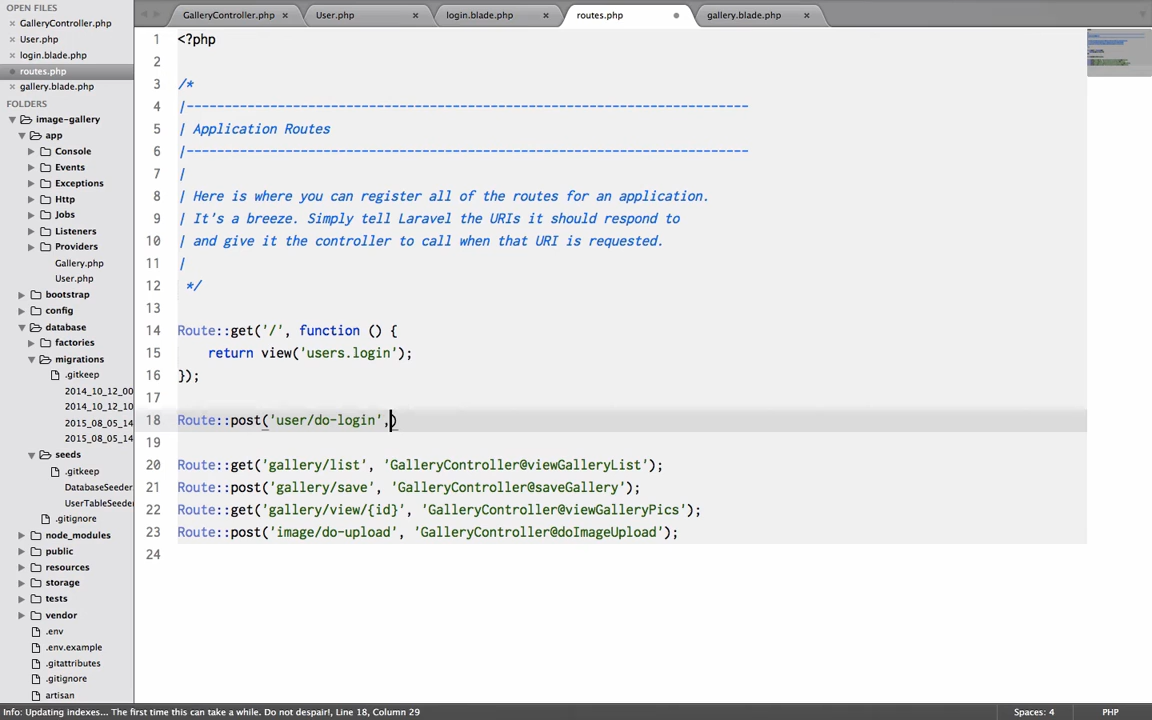 OPEN FILES
GalleryController.php
User.php
login.blade.php
routes.php
gallery.blade.php
FOLDERS
image-gallery
app
Console
Events
Exceptions
Http
Jobs
Listeners
Providers
Gallery.php
User.php
bootstrap
config
database
factories
migrations
.gitkeep
2014_10_12_00
2014_10_12_10
2015_08_05_14
2015_08_05_14
seeds
.gitkeep
DatabaseSeeder
UserTableSeeder
.gitignore
node_modules
public
resources
storage
tests
vendor
.env
.env.example
.gitattributes
.gitignore
artisan
GalleryController.php
User.php
login.blade.php
routes.php
gallery.blade.php
1 <?php
2
3 /*
4 |--------------------------------------------------------------------------
5 | Application Routes
6 |--------------------------------------------------------------------------
7 |
8 | Here is where you can register all of the routes for an application.
9 | It's a breeze. Simply tell Laravel the URIs it should respond to
10 | and give it the controller to call when that URI is requested.
11 |
12 */
13
14 Route::get('/', function () {
15 return view('users.login');
16 });
17
18 Route::post('user/do-login',)
19
20 Route::get('gallery/list', 'GalleryController@viewGalleryList');
21 Route::post('gallery/save', 'GalleryController@saveGallery');
22 Route::get('gallery/view/{id}', 'GalleryController@viewGalleryPics');
23 Route::post('image/do-upload', 'GalleryController@doImageUpload');
24
Info: Updating indexes... The first time this can take a while. Do not despair!, Line 18, Column 29
Spaces: 4
PHP